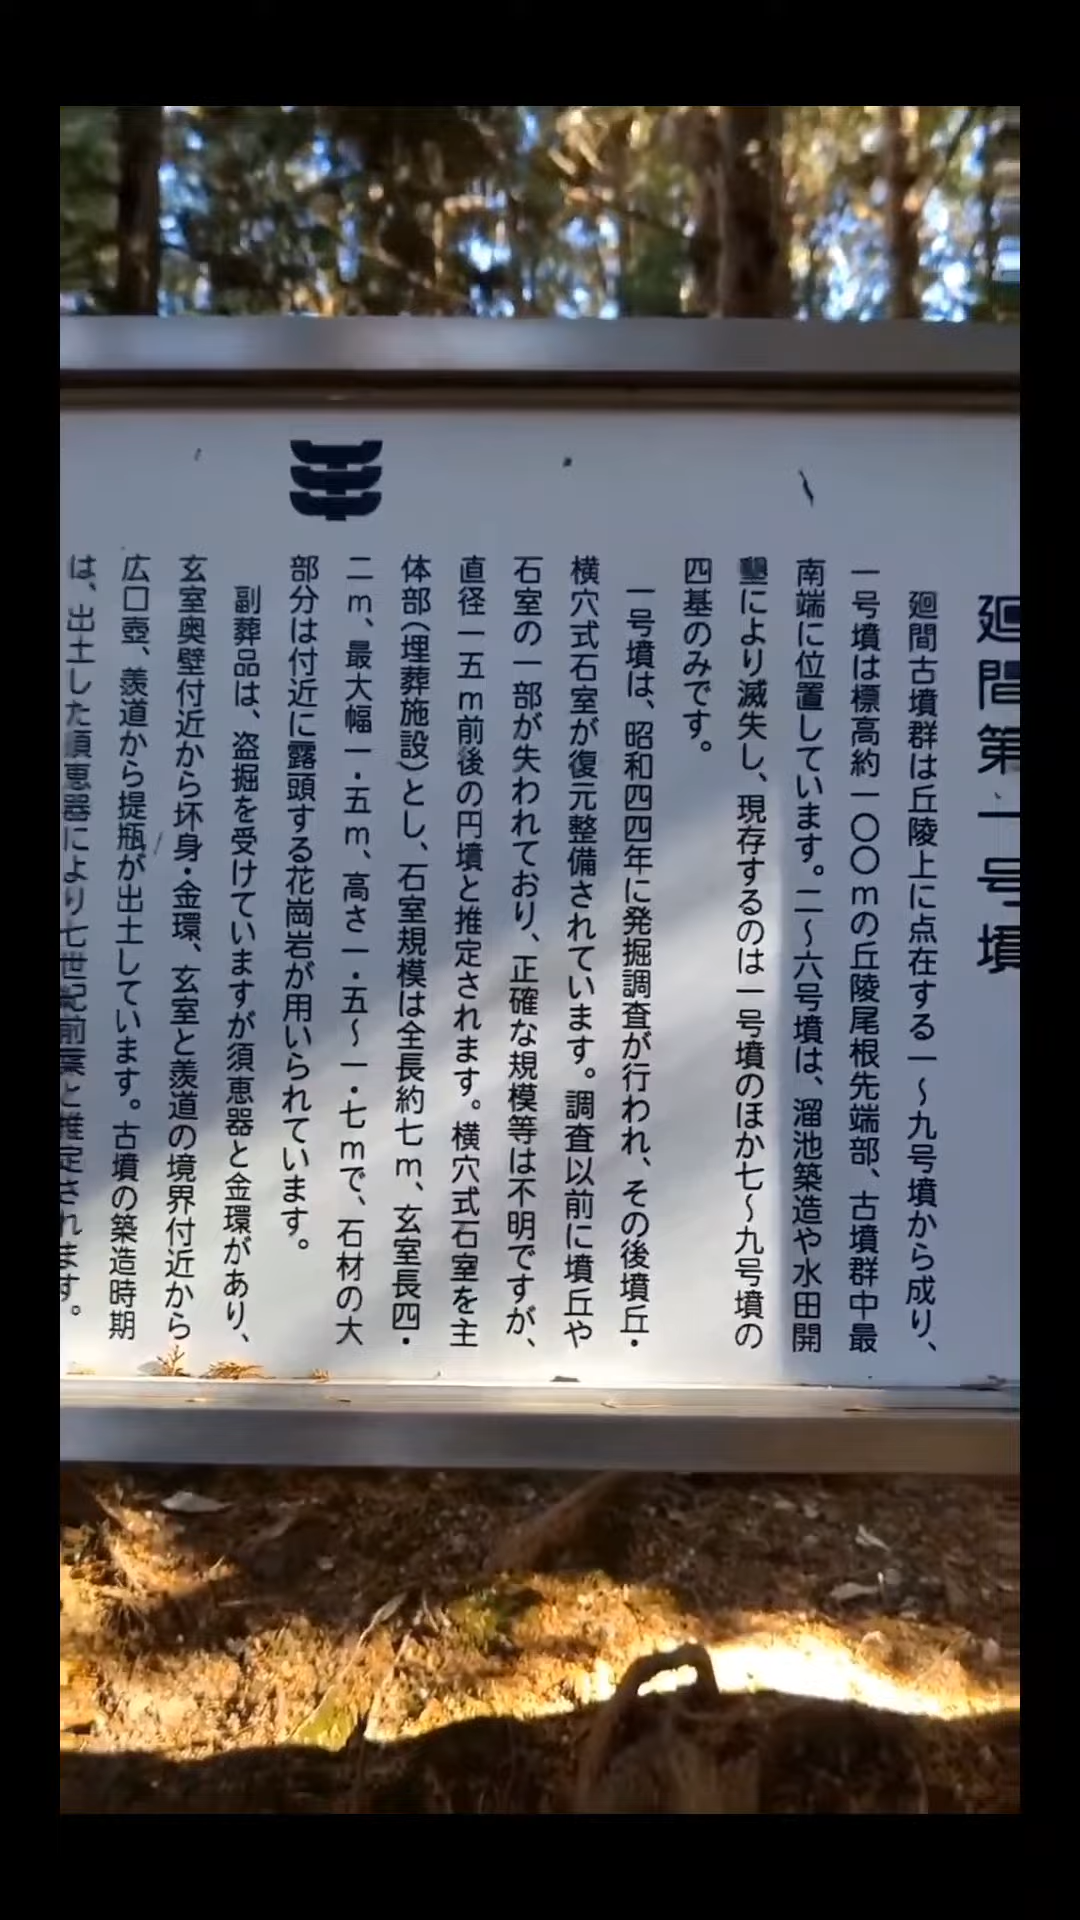 廻間第一号墳
廻間古墳群は丘陵上に点在する一〜九号墳から成り、
一号墳は標高約一〇〇mの丘陵尾根先端部、古墳群中最
南端に位置しています。二〜六号墳は、溜池築造や水田開
墾により滅失し、現存するのは一号墳のほか七〜九号墳の
四基のみです。
一号墳は、昭和四四年に発掘調査が行われ、その後墳丘・
横穴式石室が復元整備されています。調査以前に墳丘や
石室の一部が失われており、正確な規模等は不明ですが、
直径一五m前後の円墳と推定されます。横穴式石室を主
体部（埋葬施設）とし、石室規模は全長約七m、玄室長四・
二m、最大幅一・五m、高さ一・五〜一・七mで、石材の大
部分は付近に露頭する花崗岩が用いられています。
副葬品は、盗掘を受けていますが須恵器と金環があり、
玄室奥壁付近から坏身・金環、玄室と羨道の境界付近から
広口壺、羨道から提瓶が出土しています。古墳の築造時期
は、出土した須恵器により七世紀前葉と推定されます。